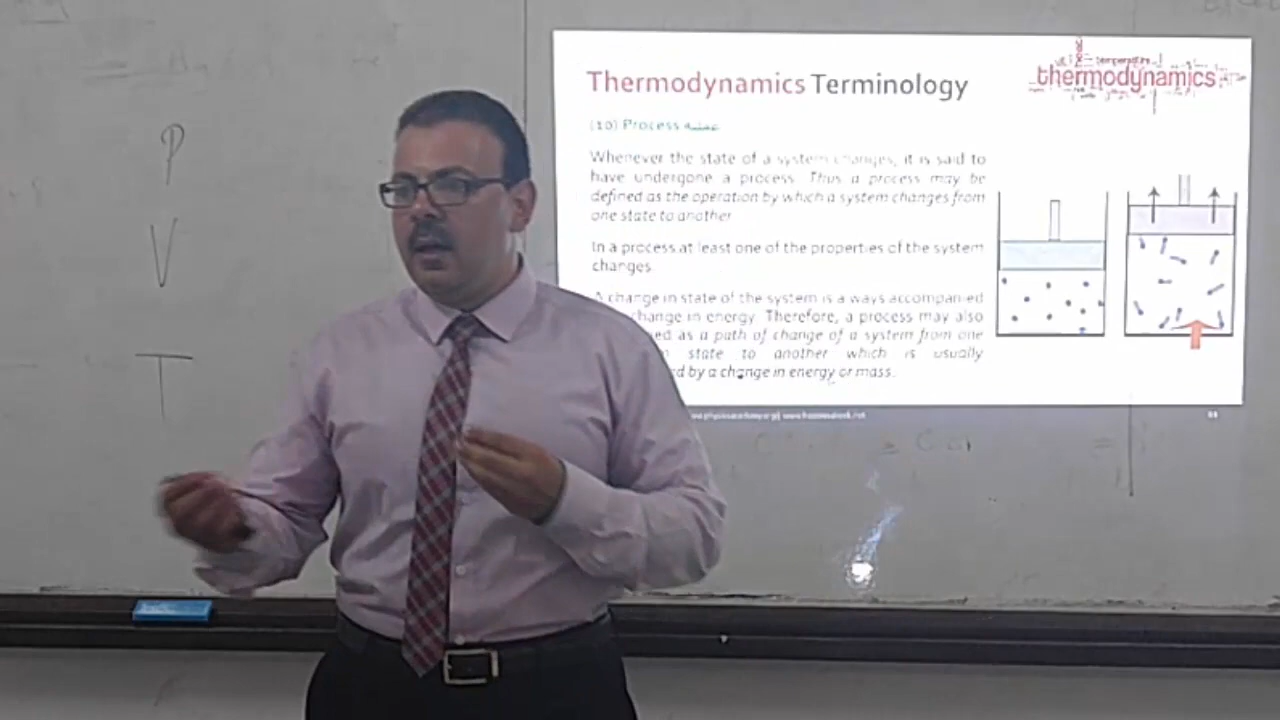 P
V
T
Thermodynamics Terminology
temperature
thermodynamics
(10) Process عملية
Whenever the state of a system changes, it is said to
have undergone a process. Thus a process may be
defined as the operation by which a system changes from
one state to another
In a process at least one of the properties of the system
changes
A change in state of the system is always accompanied
change in energy. Therefore, a process may also
as a path of change of a system from one
state to another which is usually
by a change in energy or mass.